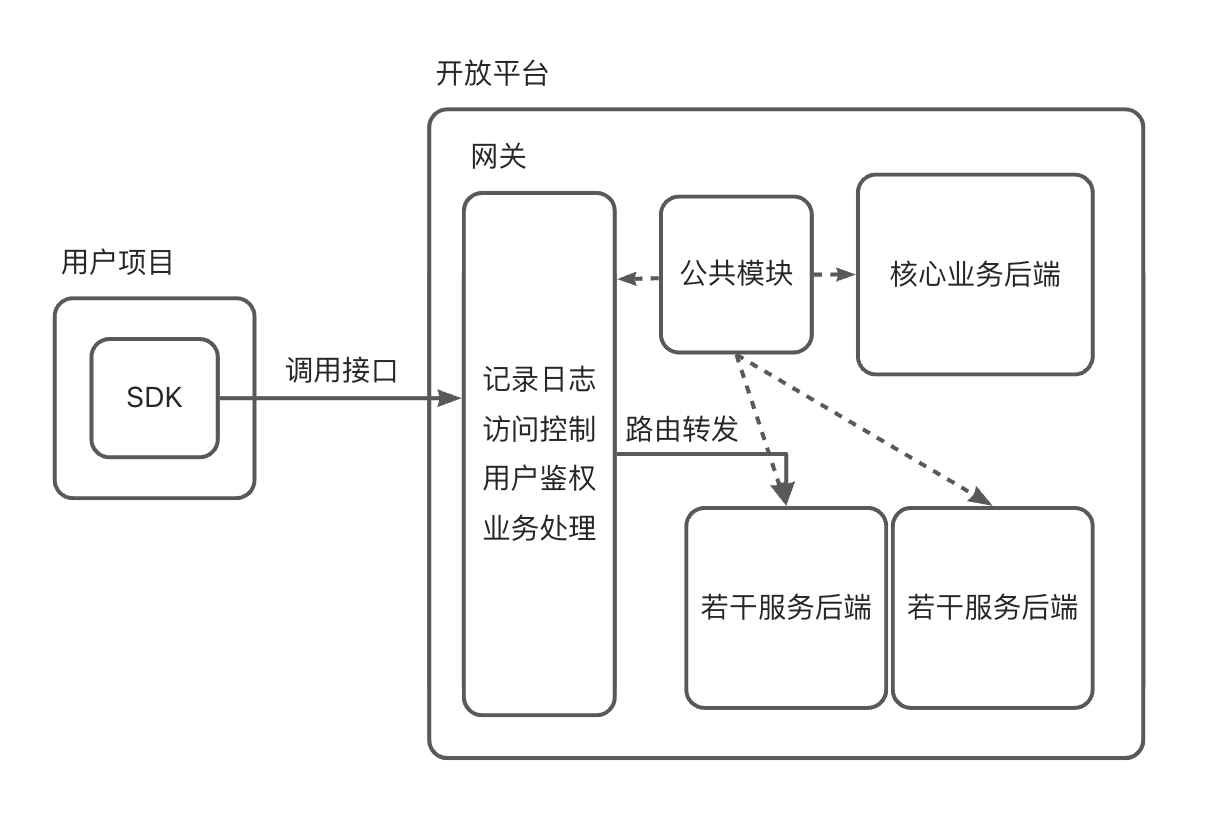 开放平台
网关
用户项目
公共模块
核心业务后端
SDK
调用接口
记录日志
访问控制
用户鉴权
业务处理
路由转发
若干服务后端
若干服务后端